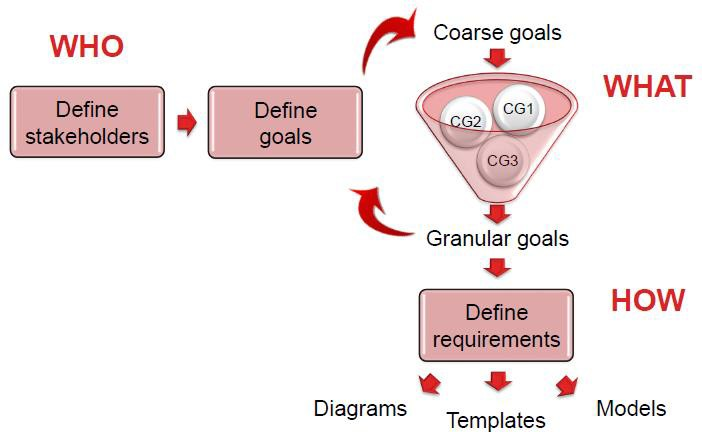 WHO
Define
stakeholders
Define
goals
Coarse goals
WHAT
CG1
CG2
CG3
Granular goals
HOW
Define
requirements
Diagrams
Templates
Models